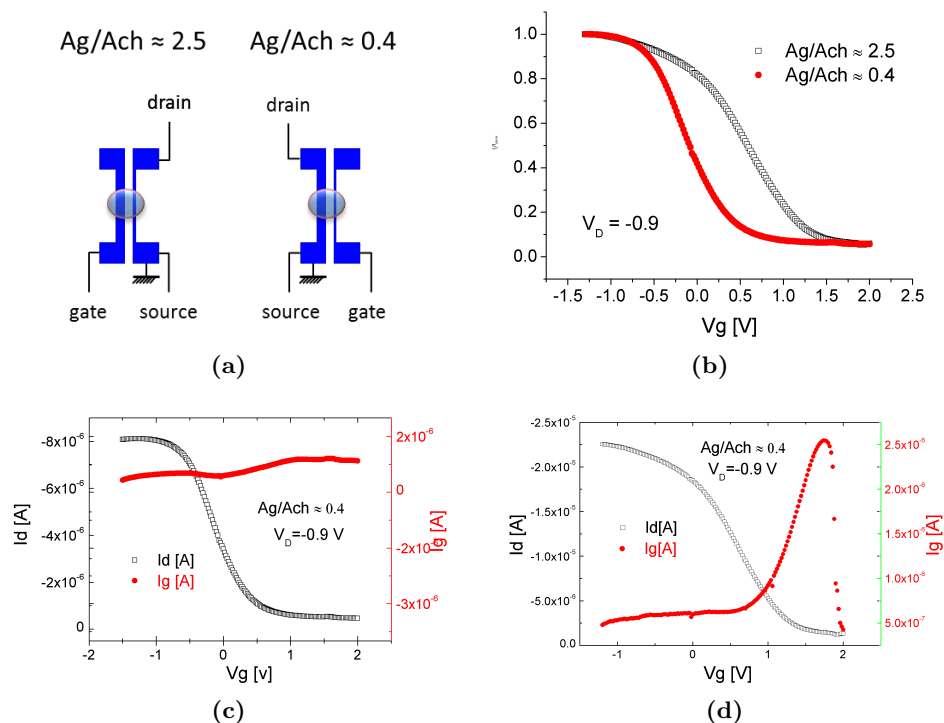 Ag/Ach ≈ 2.5 Ag/Ach ≈ 0.4
drain drain
gate source source gate
(a)
1.0
0.8
0.6
0.4
0.2
0.0
Ag/Ach ≈ 2.5
Ag/Ach ≈ 0.4
V_D = -0.9
-1.5 -1.0 -0.5 0.0 0.5 1.0 1.5 2.0 2.5
Vg [V]
(b)
Id [A]
-8x10⁻⁶
-6x10⁻⁶
-4x10⁻⁶
-2x10⁻⁶
0
Ag/Ach ≈ 0.4
V_D=-0.9 V
Id [A]
Ig [A]
2x10⁻⁶
0
-2x10⁻⁶
-3x10⁻⁶
Ig [A]
-2 -1 0 1 2
Vg [v]
(c)
Id [A]
-2.5x10⁻⁵
-2.0x10⁻⁵
-1.5x10⁻⁵
-1.0x10⁻⁵
-5.0x10⁻⁶
0.0
Ag/Ach ≈ 0.4
V_D=-0.9 V
Id[A]
Ig[A]
2.5x10⁻⁶
2.0x10⁻⁶
1.5x10⁻⁶
1.0x10⁻⁶
5.0x10⁻⁷
Ig [A]
-1 0 1 2
Vg [V]
(d)